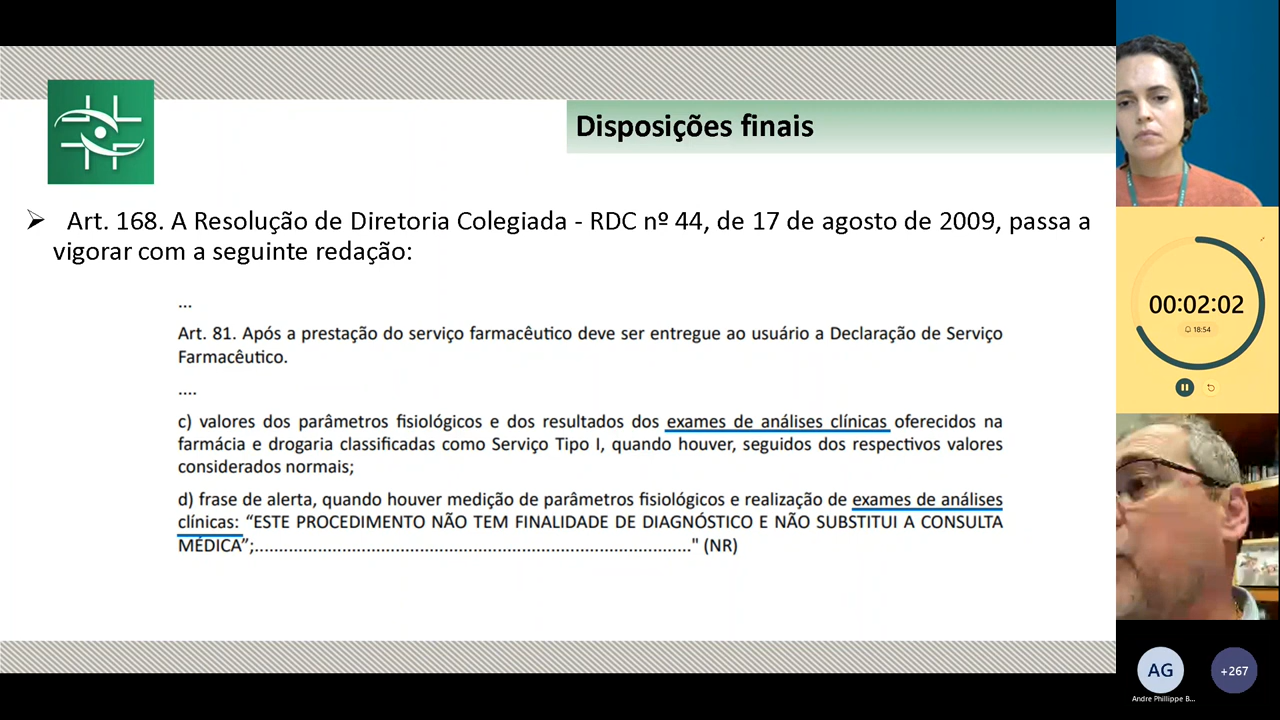 Disposições finais
Art. 168. A Resolução de Diretoria Colegiada - RDC nº 44, de 17 de agosto de 2009, passa a
vigorar com a seguinte redação:
...
Art. 81. Após a prestação do serviço farmacêutico deve ser entregue ao usuário a Declaração de Serviço
Farmacêutico.
....
c) valores dos parâmetros fisiológicos e dos resultados dos exames de análises clínicas oferecidos na
farmácia e drogaria classificadas como Serviço Tipo I, quando houver, seguidos dos respectivos valores
considerados normais;
d) frase de alerta, quando houver medição de parâmetros fisiológicos e realização de exames de análises
clínicas: “ESTE PROCEDIMENTO NÃO TEM FINALIDADE DE DIAGNÓSTICO E NÃO SUBSTITUI A CONSULTA
MÉDICA”;......................................................................................" (NR)
00:02:02
18:54
AG
Andre Phillippe B...
+267